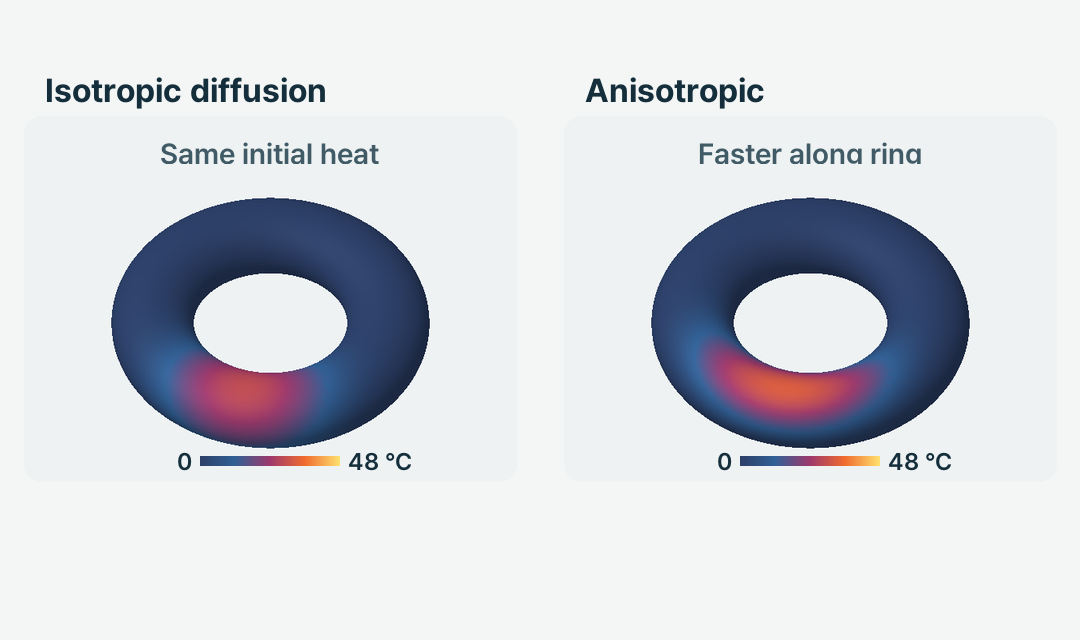 Isotropic diffusion
Anisotropic
Same initial heat
Faster along ring
0 48 °C
0 48 °C